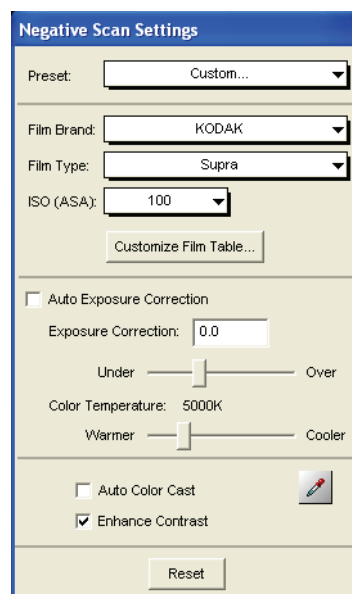 Negative Scan Settings
Preset: Custom...
Film Brand: KODAK
Film Type: Supra
ISO (ASA): 100
Customize Film Table...
Auto Exposure Correction
Exposure Correction: 0.0
Under Over
Color Temperature: 5000K
Warmer Cooler
Auto Color Cast
Enhance Contrast
Reset